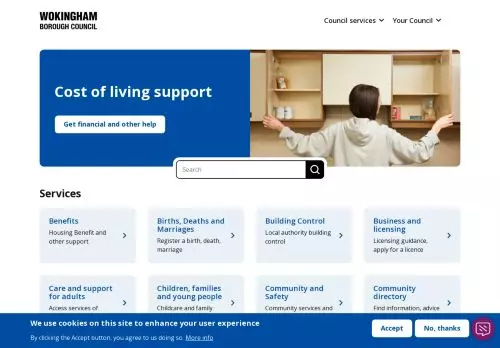 WOKINGHAM
BOROUGH COUNCIL
Council services
Your Council
Cost of living support
Get financial and other help
Search
Services
Benefits
Housing Benefit and
other support
Births, Deaths and
Marriages
Register a birth, death,
marriage
Building Control
Local authority building
control
Business and
licensing
Licensing guidance,
apply for a licence
Care and support
for adults
Access services of
Children, families
and young people
Childcare and family
Community and
Safety
Community services and
Community
directory
Find information, advice
We use cookies on this site to enhance your user experience
By clicking the Accept button, you agree to us doing so. More info
Accept
No, thanks